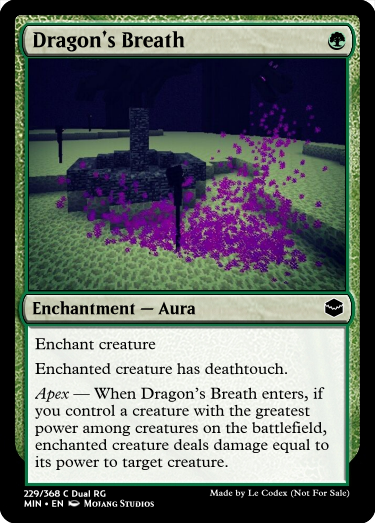 Dragon's Breath
Enchantment — Aura
Enchant creature
Enchanted creature has deathtouch.
Apex — When Dragon's Breath enters, if
you control a creature with the greatest
power among creatures on the battlefield,
enchanted creature deals damage equal to
its power to target creature.
229/368 C Dual RG
MIN • EN Mojang Studios
Made by Le Codex (Not For Sale)